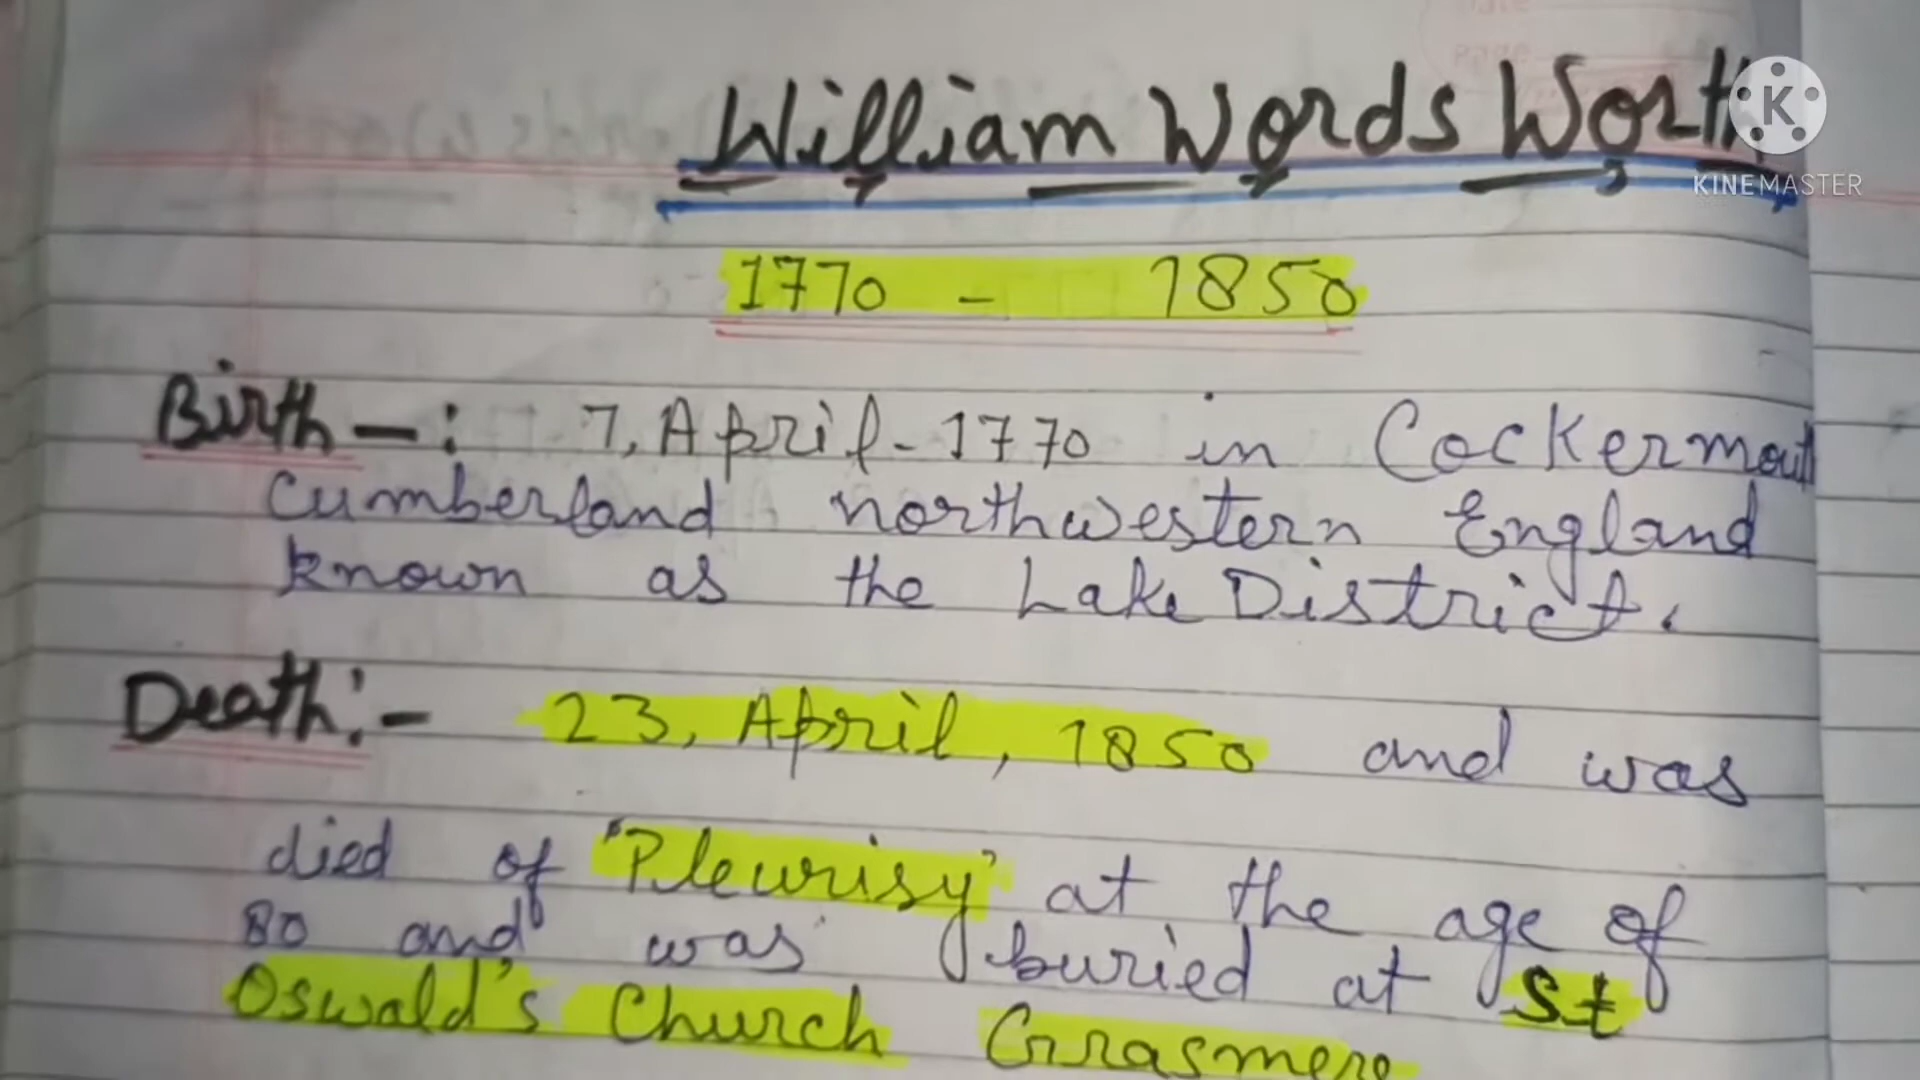 William Words Worth
1770 - 1850
Birth-: 7, April-1770 in Cockermouth
Cumberland northwestern England
known as the Lake District.
Death:- 23, April, 1850 and was
died of 'Pleurisy' at the age of
80 and was buried at St
Oswald's Church Grrasmere
K
KINEMASTER